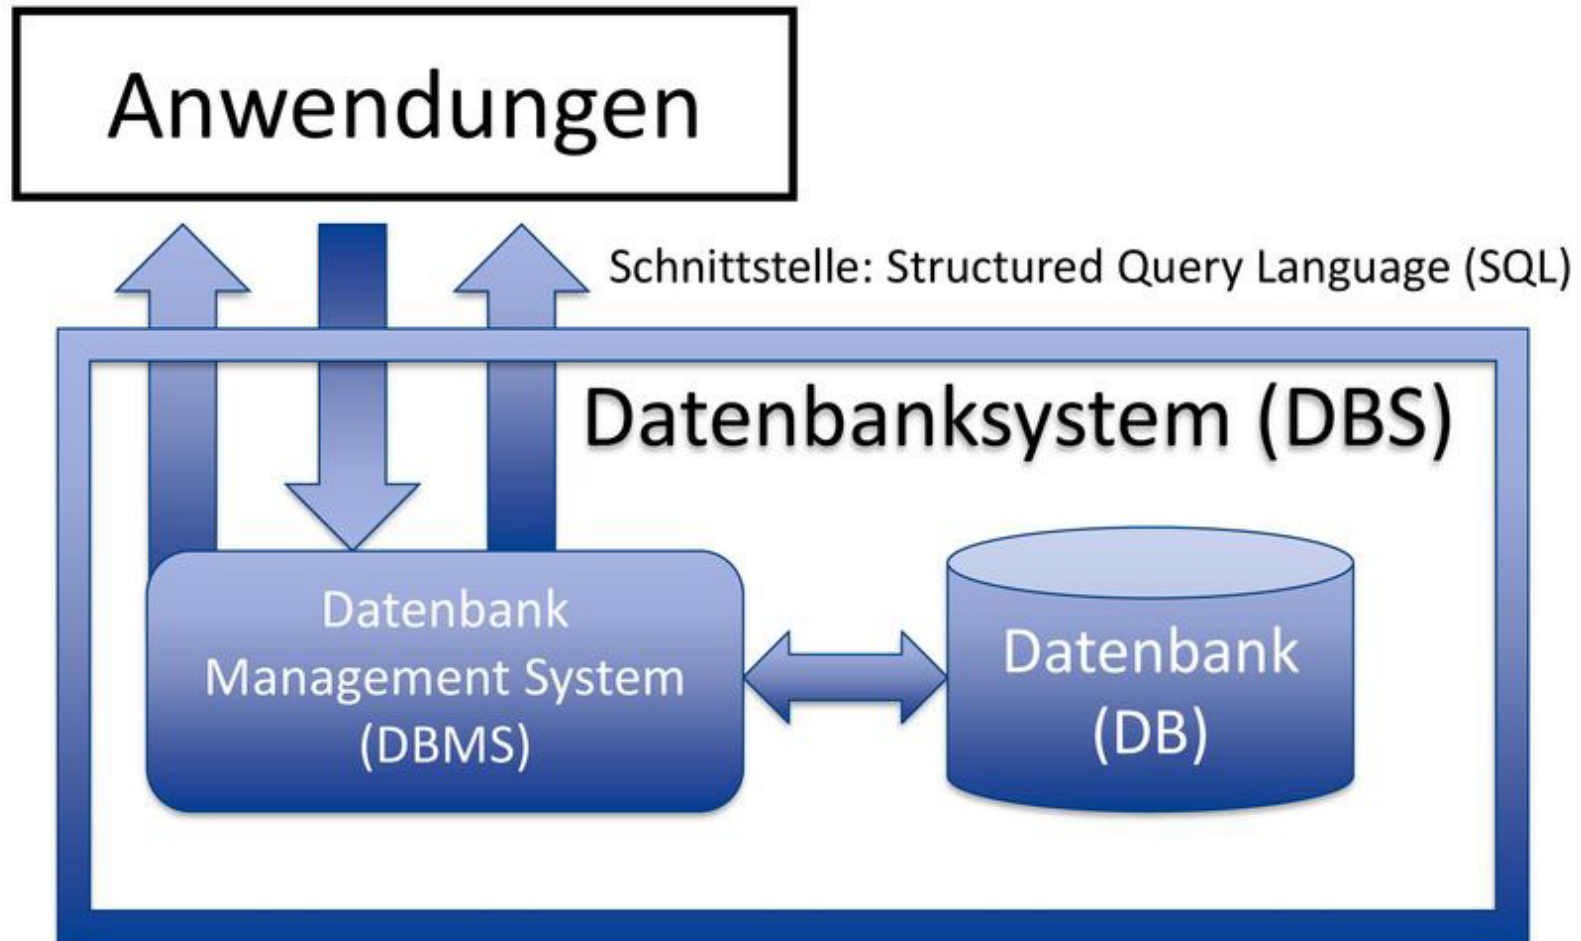 Anwendungen
Schnittstelle: Structured Query Language (SQL)
Datenbanksystem (DBS)
Datenbank
Management System
(DBMS)
Datenbank
(DB)